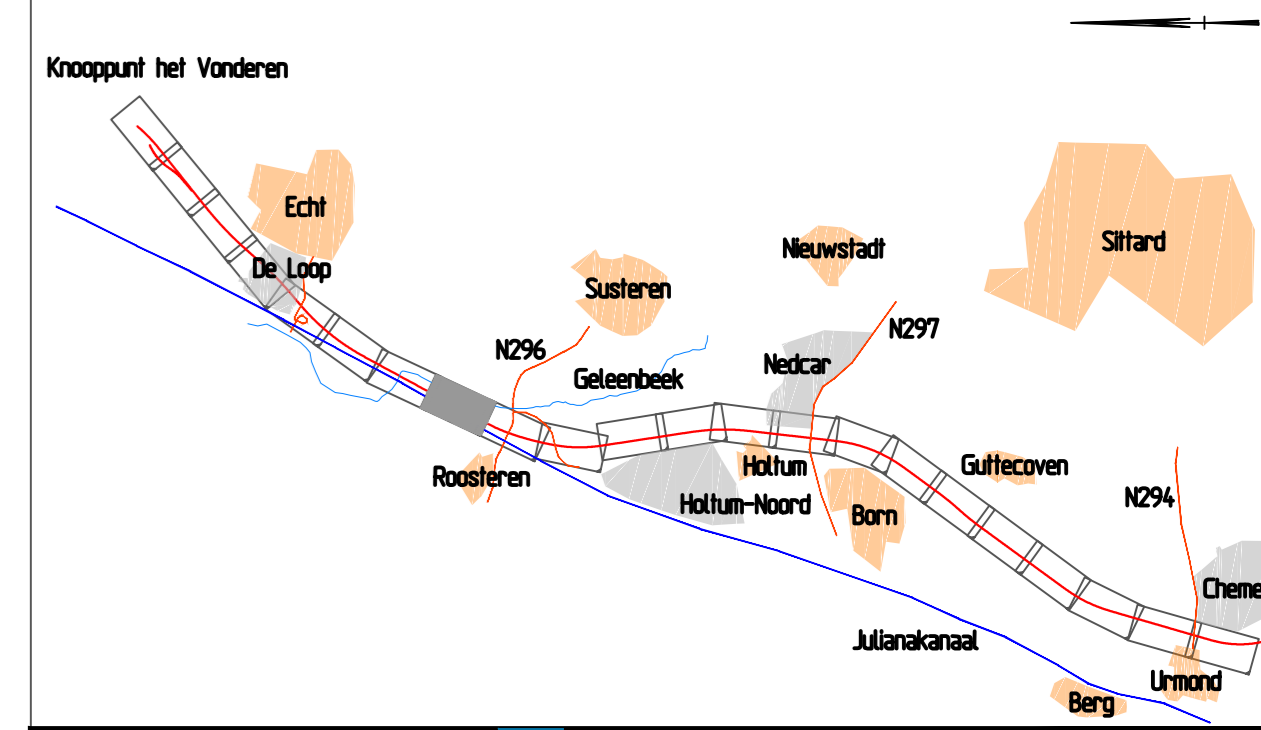 Knooppunt het Vonderen
Echt
Sittard
Nieuwstadt
De Loop
Susteren
N297
N296
Nedcar
Geleenbeek
Holtum
Guttecoven
Roosteren
N294
Holtum-Noord
Born
Cheme
Julianakanaal
Urmond
Berg